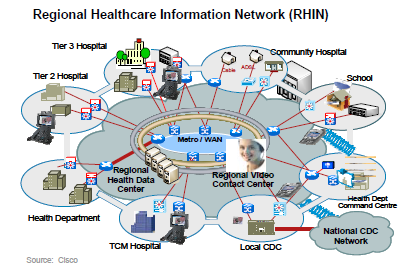 Regional Healthcare Information Network (RHIN)
Tier 3 Hospital
Community Hospital
Cable
ADSL
Tier 2 Hospital
School
Metro / WAN
Regional
Health Data
Center
Regional Video
Contact Center
Health Dept
Command Centre
Health Department
TCM Hospital
Local CDC
National CDC
Network
Source: Cisco